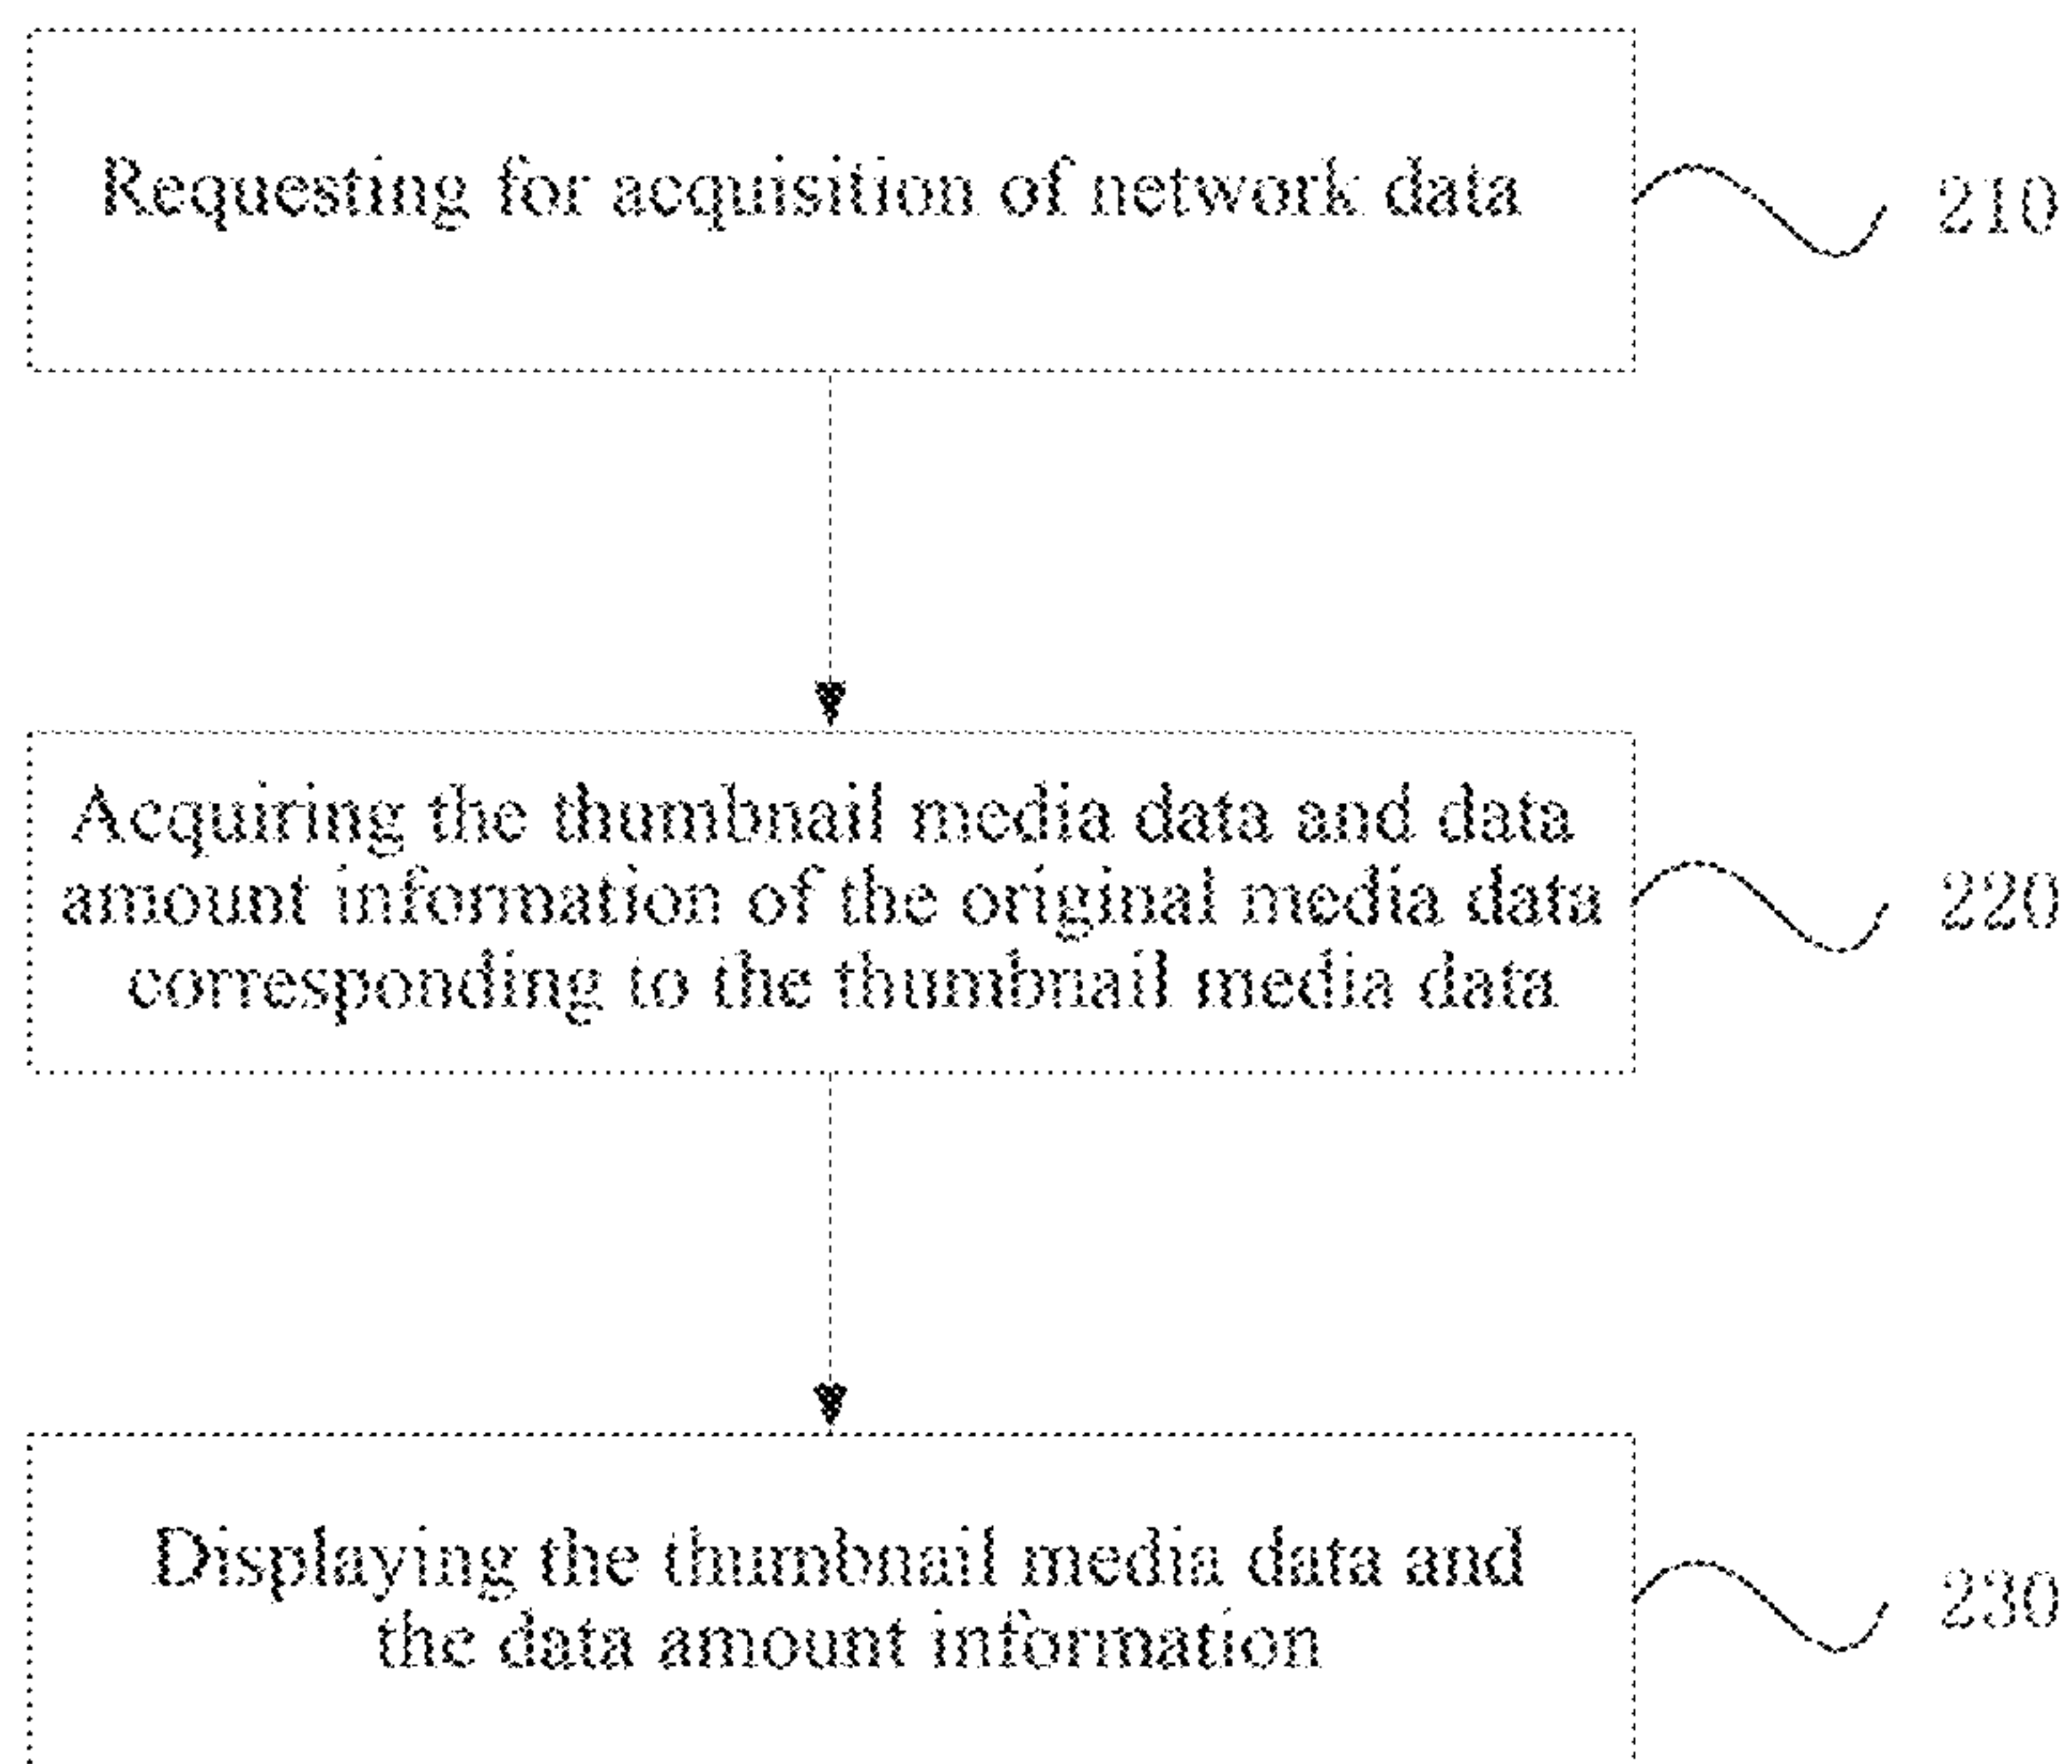 Requesting for acquisition of network data
210
Acquiring the thumbnail media data and data
amount information of the original media data
corresponding to the thumbnail media data
220
Displaying the thumbnail media data and
the data amount information
230